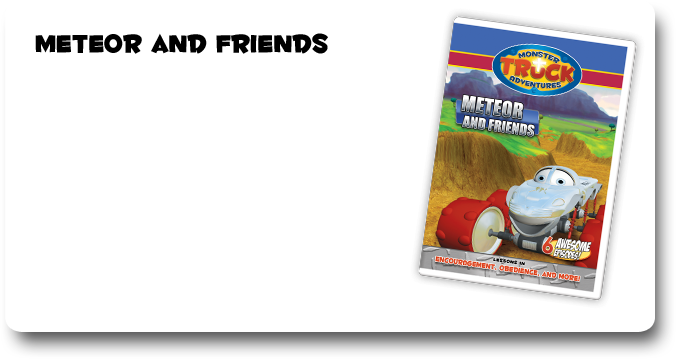 METEOR AND FRIENDS
MONSTER
TRUCK
ADVENTURES
METEOR
AND FRIENDS
6 AWESOME
EPISODES!
LESSONS IN
ENCOURAGEMENT, OBEDIENCE, AND MORE!